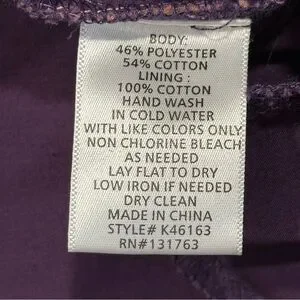 BODY:
46% POLYESTER
54% COTTON
LINING :
100% COTTON
HAND WASH
IN COLD WATER
WITH LIKE COLORS ONLY
NON CHLORINE BLEACH
AS NEEDED
LAY FLAT TO DRY
LOW IRON IF NEEDED
DRY CLEAN
MADE IN CHINA
STYLE# K46163
RN#131763